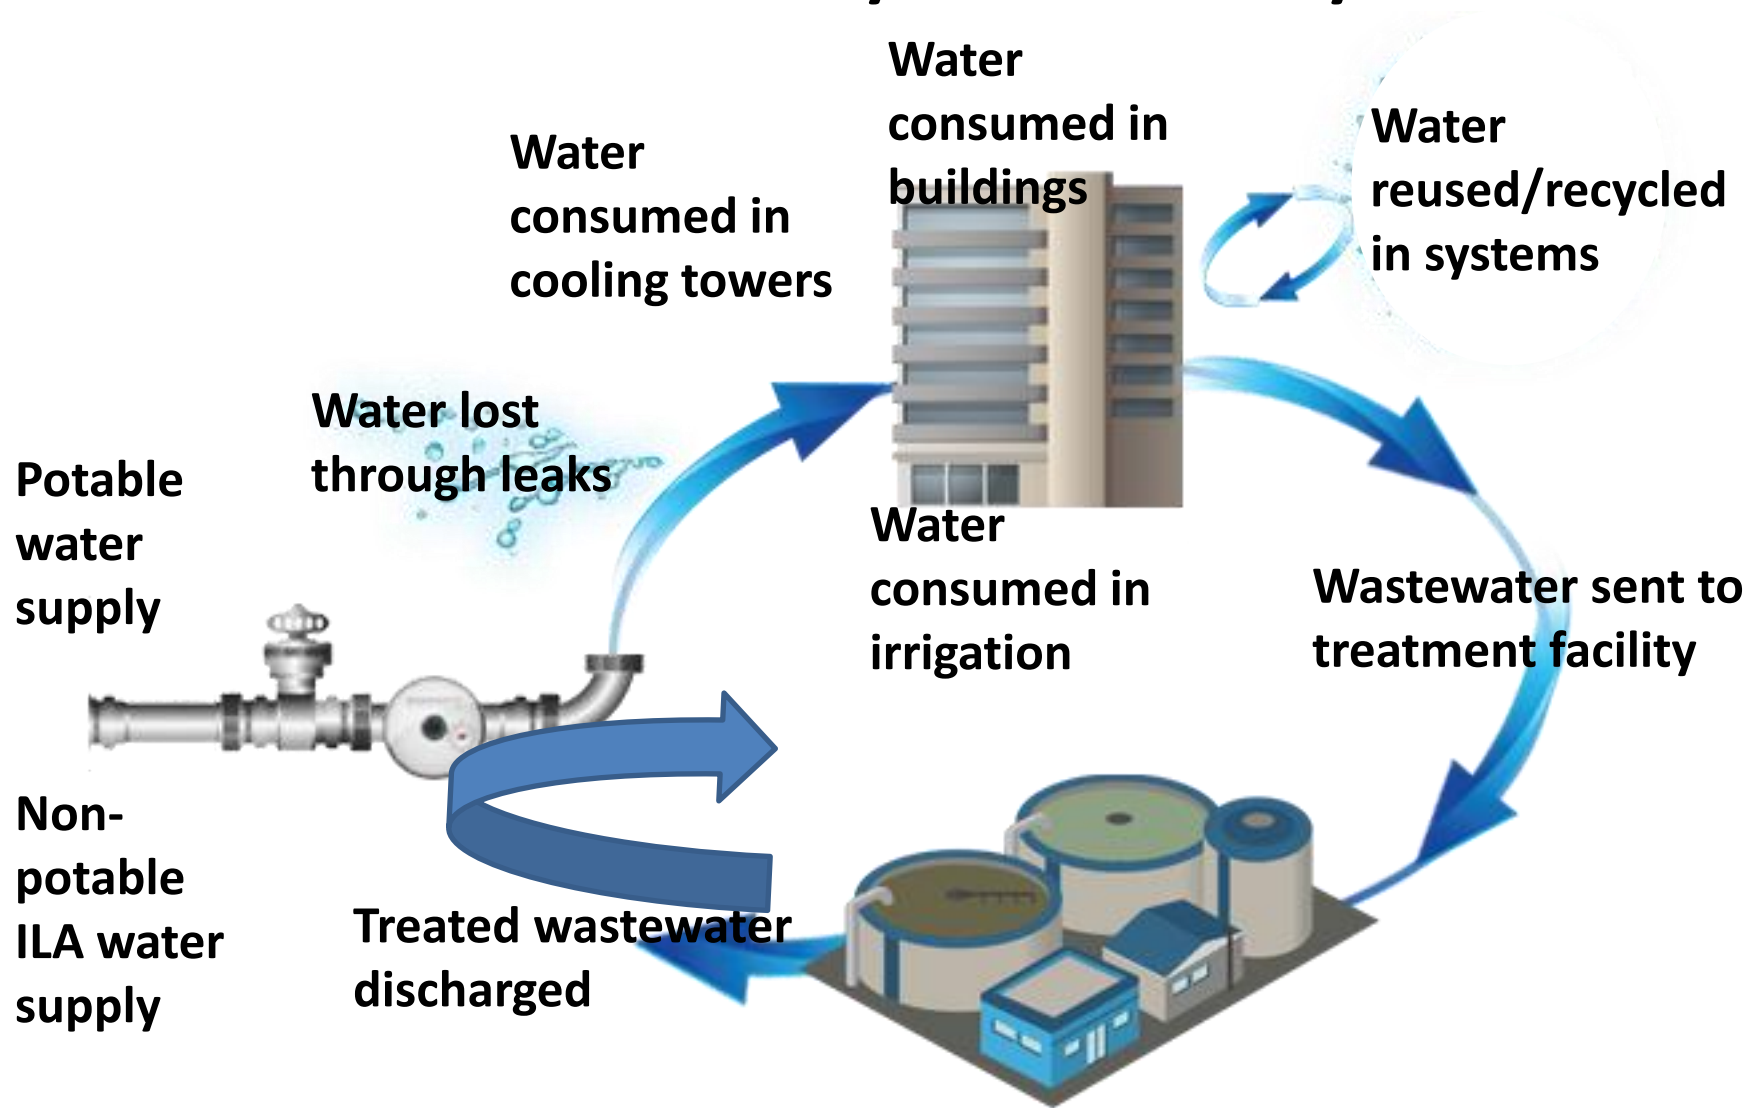 Water
consumed in
buildings
Water
consumed in
cooling towers
Water
reused/recycled
in systems
Water lost
through leaks
Potable
water
supply
Water
consumed in
irrigation
Wastewater sent to
treatment facility
Non-
potable
ILA water
supply
Treated wastewater
discharged